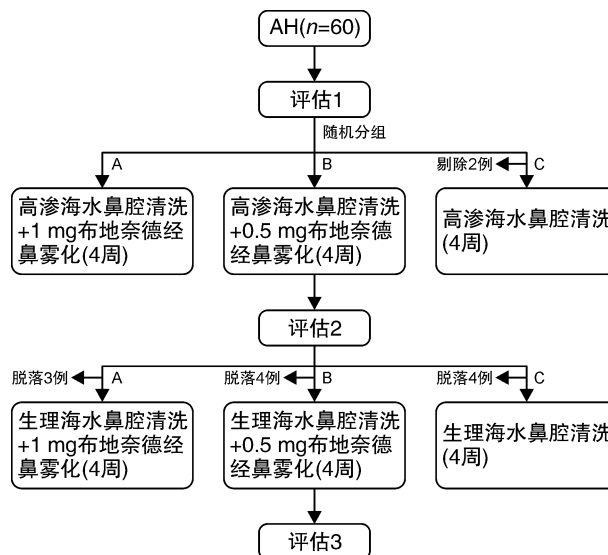 AH(n=60)
评估1
随机分组
A
B
剔除2例
C
高渗海水鼻腔清洗
+1 mg布地奈德经
鼻雾化(4周)
高渗海水鼻腔清洗
+0.5 mg布地奈德
经鼻雾化(4周)
高渗海水鼻腔清洗
(4周)
评估2
脱落3例
A
脱落4例
B
脱落4例
C
生理海水鼻腔清洗
+1 mg布地奈德经
鼻雾化(4周)
生理海水鼻腔清洗
+0.5 mg布地奈德
经鼻雾化(4周)
生理海水鼻腔清洗
(4周)
评估3